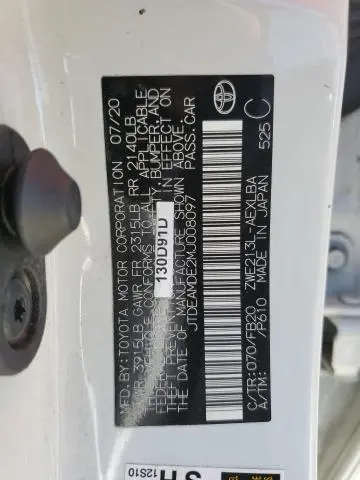 MFD.BY:TOYOTA MOTOR CORPORATION 07/20
GVWR 3915LB GAWR FR 2315LB RR 2140LB
THIS VEHICLE CONFORMS TO ALL APPLICABLE
FEDERAL MOTOR VEHICLE SAFETY, BUMPER, AND
THEFT PREVENTION STANDARDS IN EFFECT ON
THE DATE OF MANUFACTURE SHOWN ABOVE.
130D91D
JTDEAMDE2MJ008097 PASS.CAR
C/TR:070/FB20 ZWE213L-AEXLBA
A/TM: /P610 MADE IN JAPAN 525 C
SH
12S10